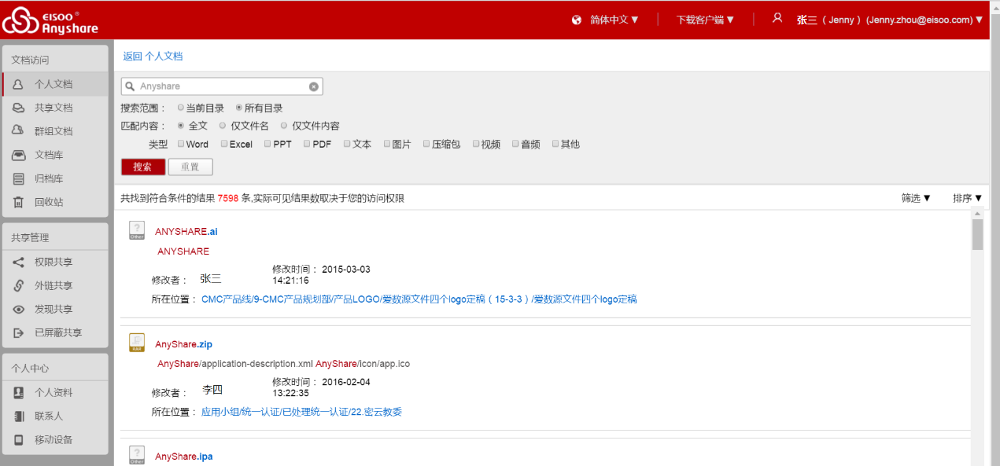 EISOO®
Anyshare
简体中文▼ 下载客户端▼ 张三（Jenny）(Jenny.zhou@eisoo.com)▼
文档访问
个人文档
共享文档
群组文档
文档库
归档库
回收站
共享管理
权限共享
外链共享
发现共享
已屏蔽共享
个人中心
个人资料
联系人
移动设备
返回 个人文档
Anyshare
搜索范围： 当前目录 所有目录
匹配内容： 全文 仅文件名 仅文件内容
类型 Word Excel PPT PDF 文本 图片 压缩包 视频 音频 其他
搜索 重置
共找到符合条件的结果 7598 条,实际可见结果数取决于您的访问权限 筛选▼ 排序▼
? Other ANYSHARE.ai
ANYSHARE
修改者： 张三 修改时间： 2015-03-03
14:21:16
所在位置： CMC产品线/9-CMC产品规划部/产品LOGO/爱数源文件四个logo定稿（15-3-3）/爱数源文件四个logo定稿
RAR AnyShare.zip
AnyShare/application-description.xml AnyShare/icon/app.ico
修改者： 李四 修改时间： 2016-02-04
13:22:35
所在位置： 应用小组/统一认证/已处理统一认证/22.密云教委
? Other AnyShare.ipa